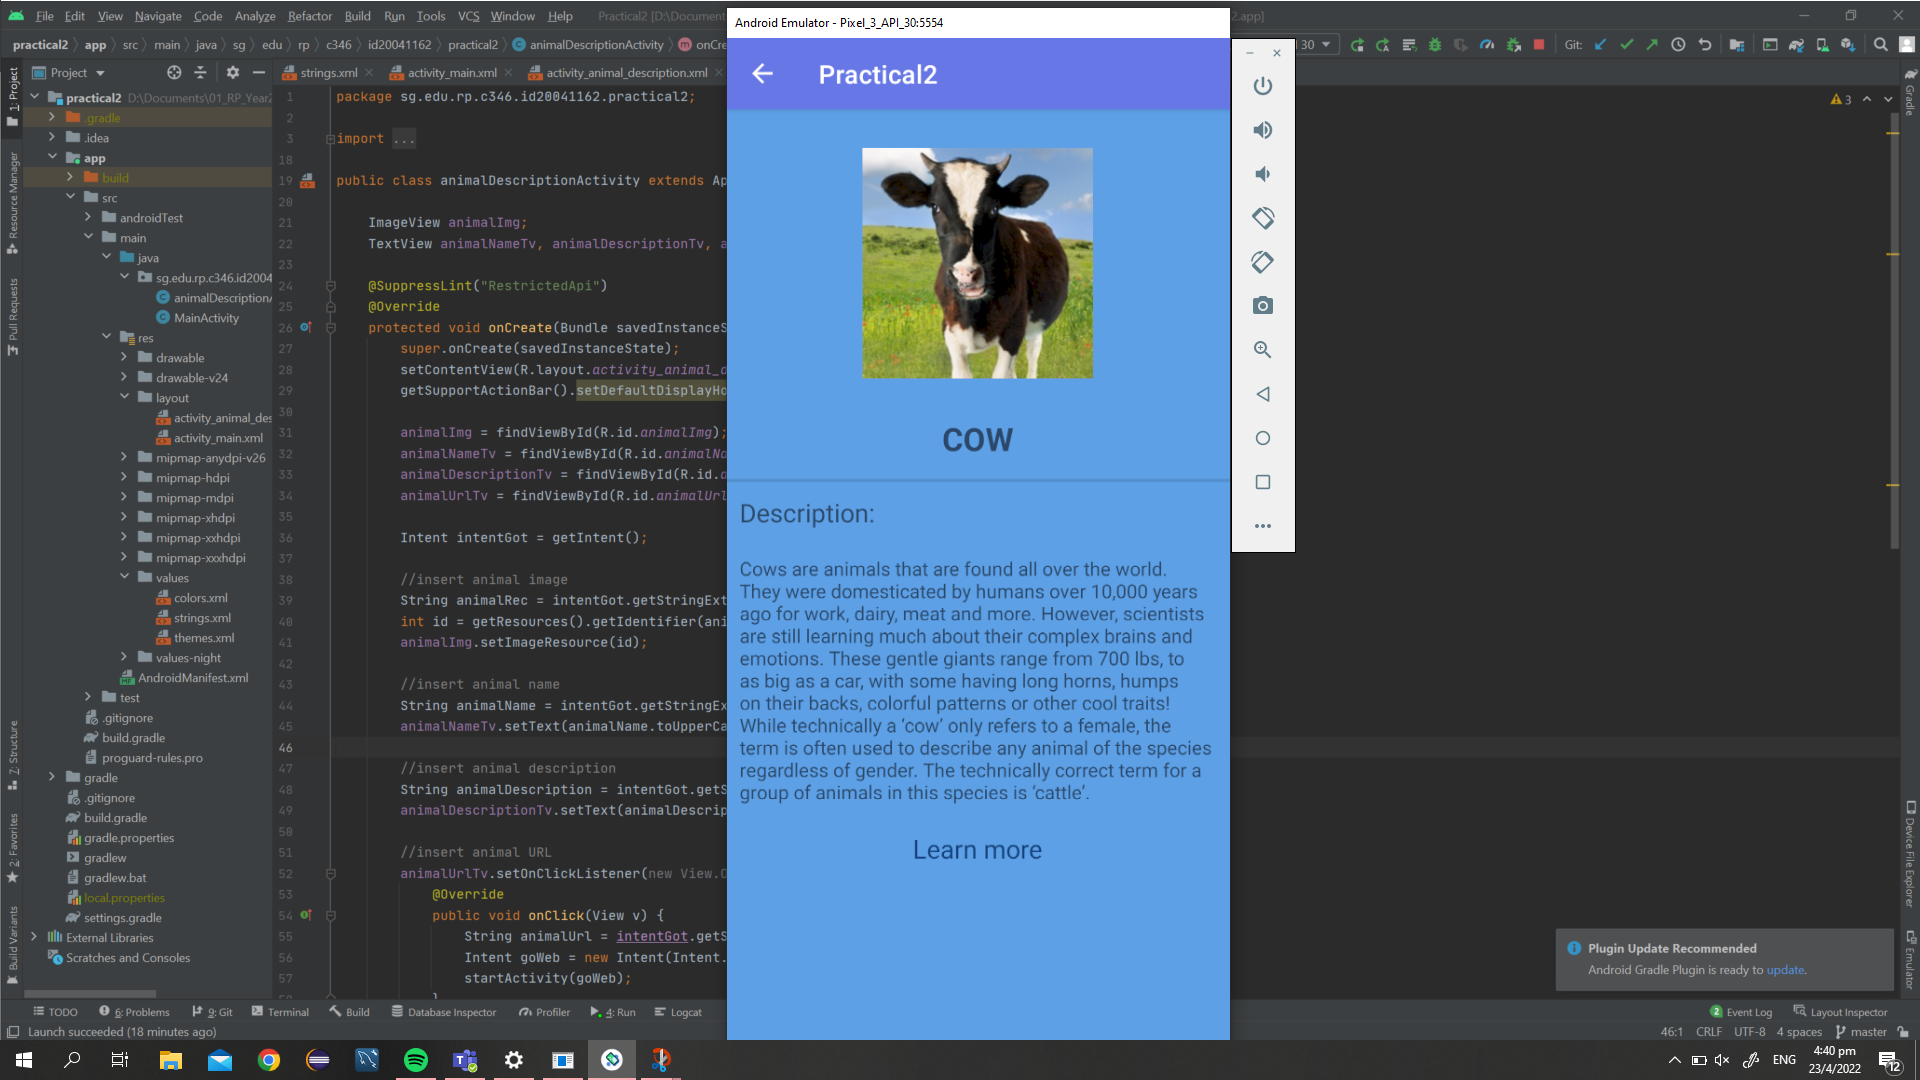 File Edit View Navigate Code Analyze Refactor Build Run Tools VCS Window Help Practical2 [D:\Document
2.app]
practical2 app src main java sg edu rp c346 id20041162 practical2 animalDescriptionActivity onCre
30 Git:
Project
strings.xml activity_main.xml activity_animal_description.xml
1: Project
Resource Manager
Pull Requests
7: Structure
2: Favorites
Build Variants
practical2 D:\Documents\01_RP_Year2
.gradle
.idea
app
build
src
androidTest
main
java
sg.edu.rp.c346.id2004
animalDescription
MainActivity
res
drawable
drawable-v24
layout
activity_animal_des
activity_main.xml
mipmap-anydpi-v26
mipmap-hdpi
mipmap-mdpi
mipmap-xhdpi
mipmap-xxhdpi
mipmap-xxxhdpi
values
colors.xml
strings.xml
themes.xml
values-night
AndroidManifest.xml
test
.gitignore
build.gradle
proguard-rules.pro
gradle
.gitignore
build.gradle
gradle.properties
gradlew
gradlew.bat
local.properties
settings.gradle
External Libraries
Scratches and Consoles
1 package sg.edu.rp.c346.id20041162.practical2;
2
3 import ...
18
19 public class animalDescriptionActivity extends Ap
20
21 ImageView animalImg;
22 TextView animalNameTv, animalDescriptionTv, a
23
24 @SuppressLint("RestrictedApi")
25 @Override
26 protected void onCreate(Bundle savedInstanceS
27 super.onCreate(savedInstanceState);
28 setContentView(R.layout.activity_animal_d
29 getSupportActionBar().setDefaultDisplayHo
30
31 animalImg = findViewById(R.id.animalImg);
32 animalNameTv = findViewById(R.id.animalNa
33 animalDescriptionTv = findViewById(R.id.a
34 animalUrlTv = findViewById(R.id.animalUrl
35
36 Intent intentGot = getIntent();
37
38 //insert animal image
39 String animalRec = intentGot.getStringExt
40 int id = getResources().getIdentifier(ani
41 animalImg.setImageResource(id);
42
43 //insert animal name
44 String animalName = intentGot.getStringEx
45 animalNameTv.setText(animalName.toUpperCa
46
47 //insert animal description
48 String animalDescription = intentGot.getS
49 animalDescriptionTv.setText(animalDescrip
50
51 //insert animal URL
52 animalUrlTv.setOnClickListener(new View.O
53 @Override
54 public void onClick(View v) {
55 String animalUrl = intentGot.getS
56 Intent goWeb = new Intent(Intent.
57 startActivity(goWeb);
Android Emulator - Pixel_3_API_30:5554
Practical2
COW
Description:
Cows are animals that are found all over the world.
They were domesticated by humans over 10,000 years
ago for work, dairy, meat and more. However, scientists
are still learning much about their complex brains and
emotions. These gentle giants range from 700 lbs, to
as big as a car, with some having long horns, humps
on their backs, colorful patterns or other cool traits!
While technically a ‘cow’ only refers to a female, the
term is often used to describe any animal of the species
regardless of gender. The technically correct term for a
group of animals in this species is ‘cattle’.
Learn more
3
Gradle
Device File Explorer
Emulator
Plugin Update Recommended
Android Gradle Plugin is ready to update.
TODO 6: Problems 9: Git Terminal Build Database Inspector Profiler 4: Run Logcat
2 Event Log Layout Inspector
Launch succeeded (18 minutes ago)
46:1 CRLF UTF-8 4 spaces master
ENG
4:40 pm
23/4/2022
12